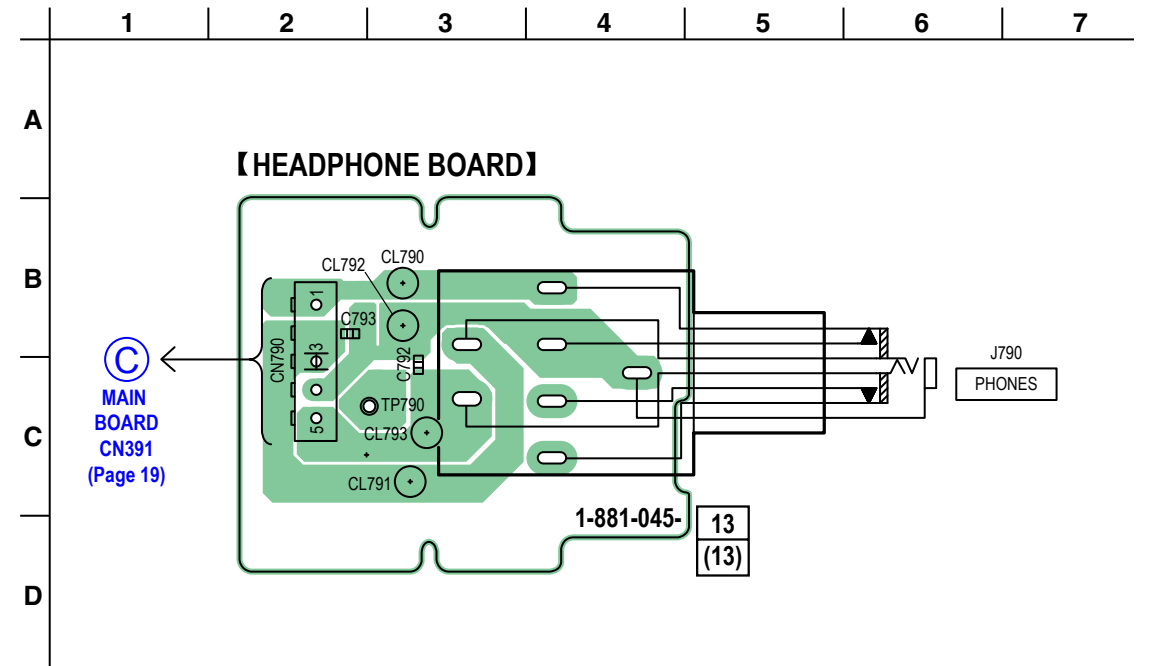 1 2 3 4 5 6 7
A
【HEADPHONE BOARD】
B
CL792
CL790
1
C793
3
CN790
C792
C
MAIN
BOARD
CN391
(Page 19)
J790
PHONES
TP790
C
5
CL793
CL791
1-881-045-
13
(13)
D